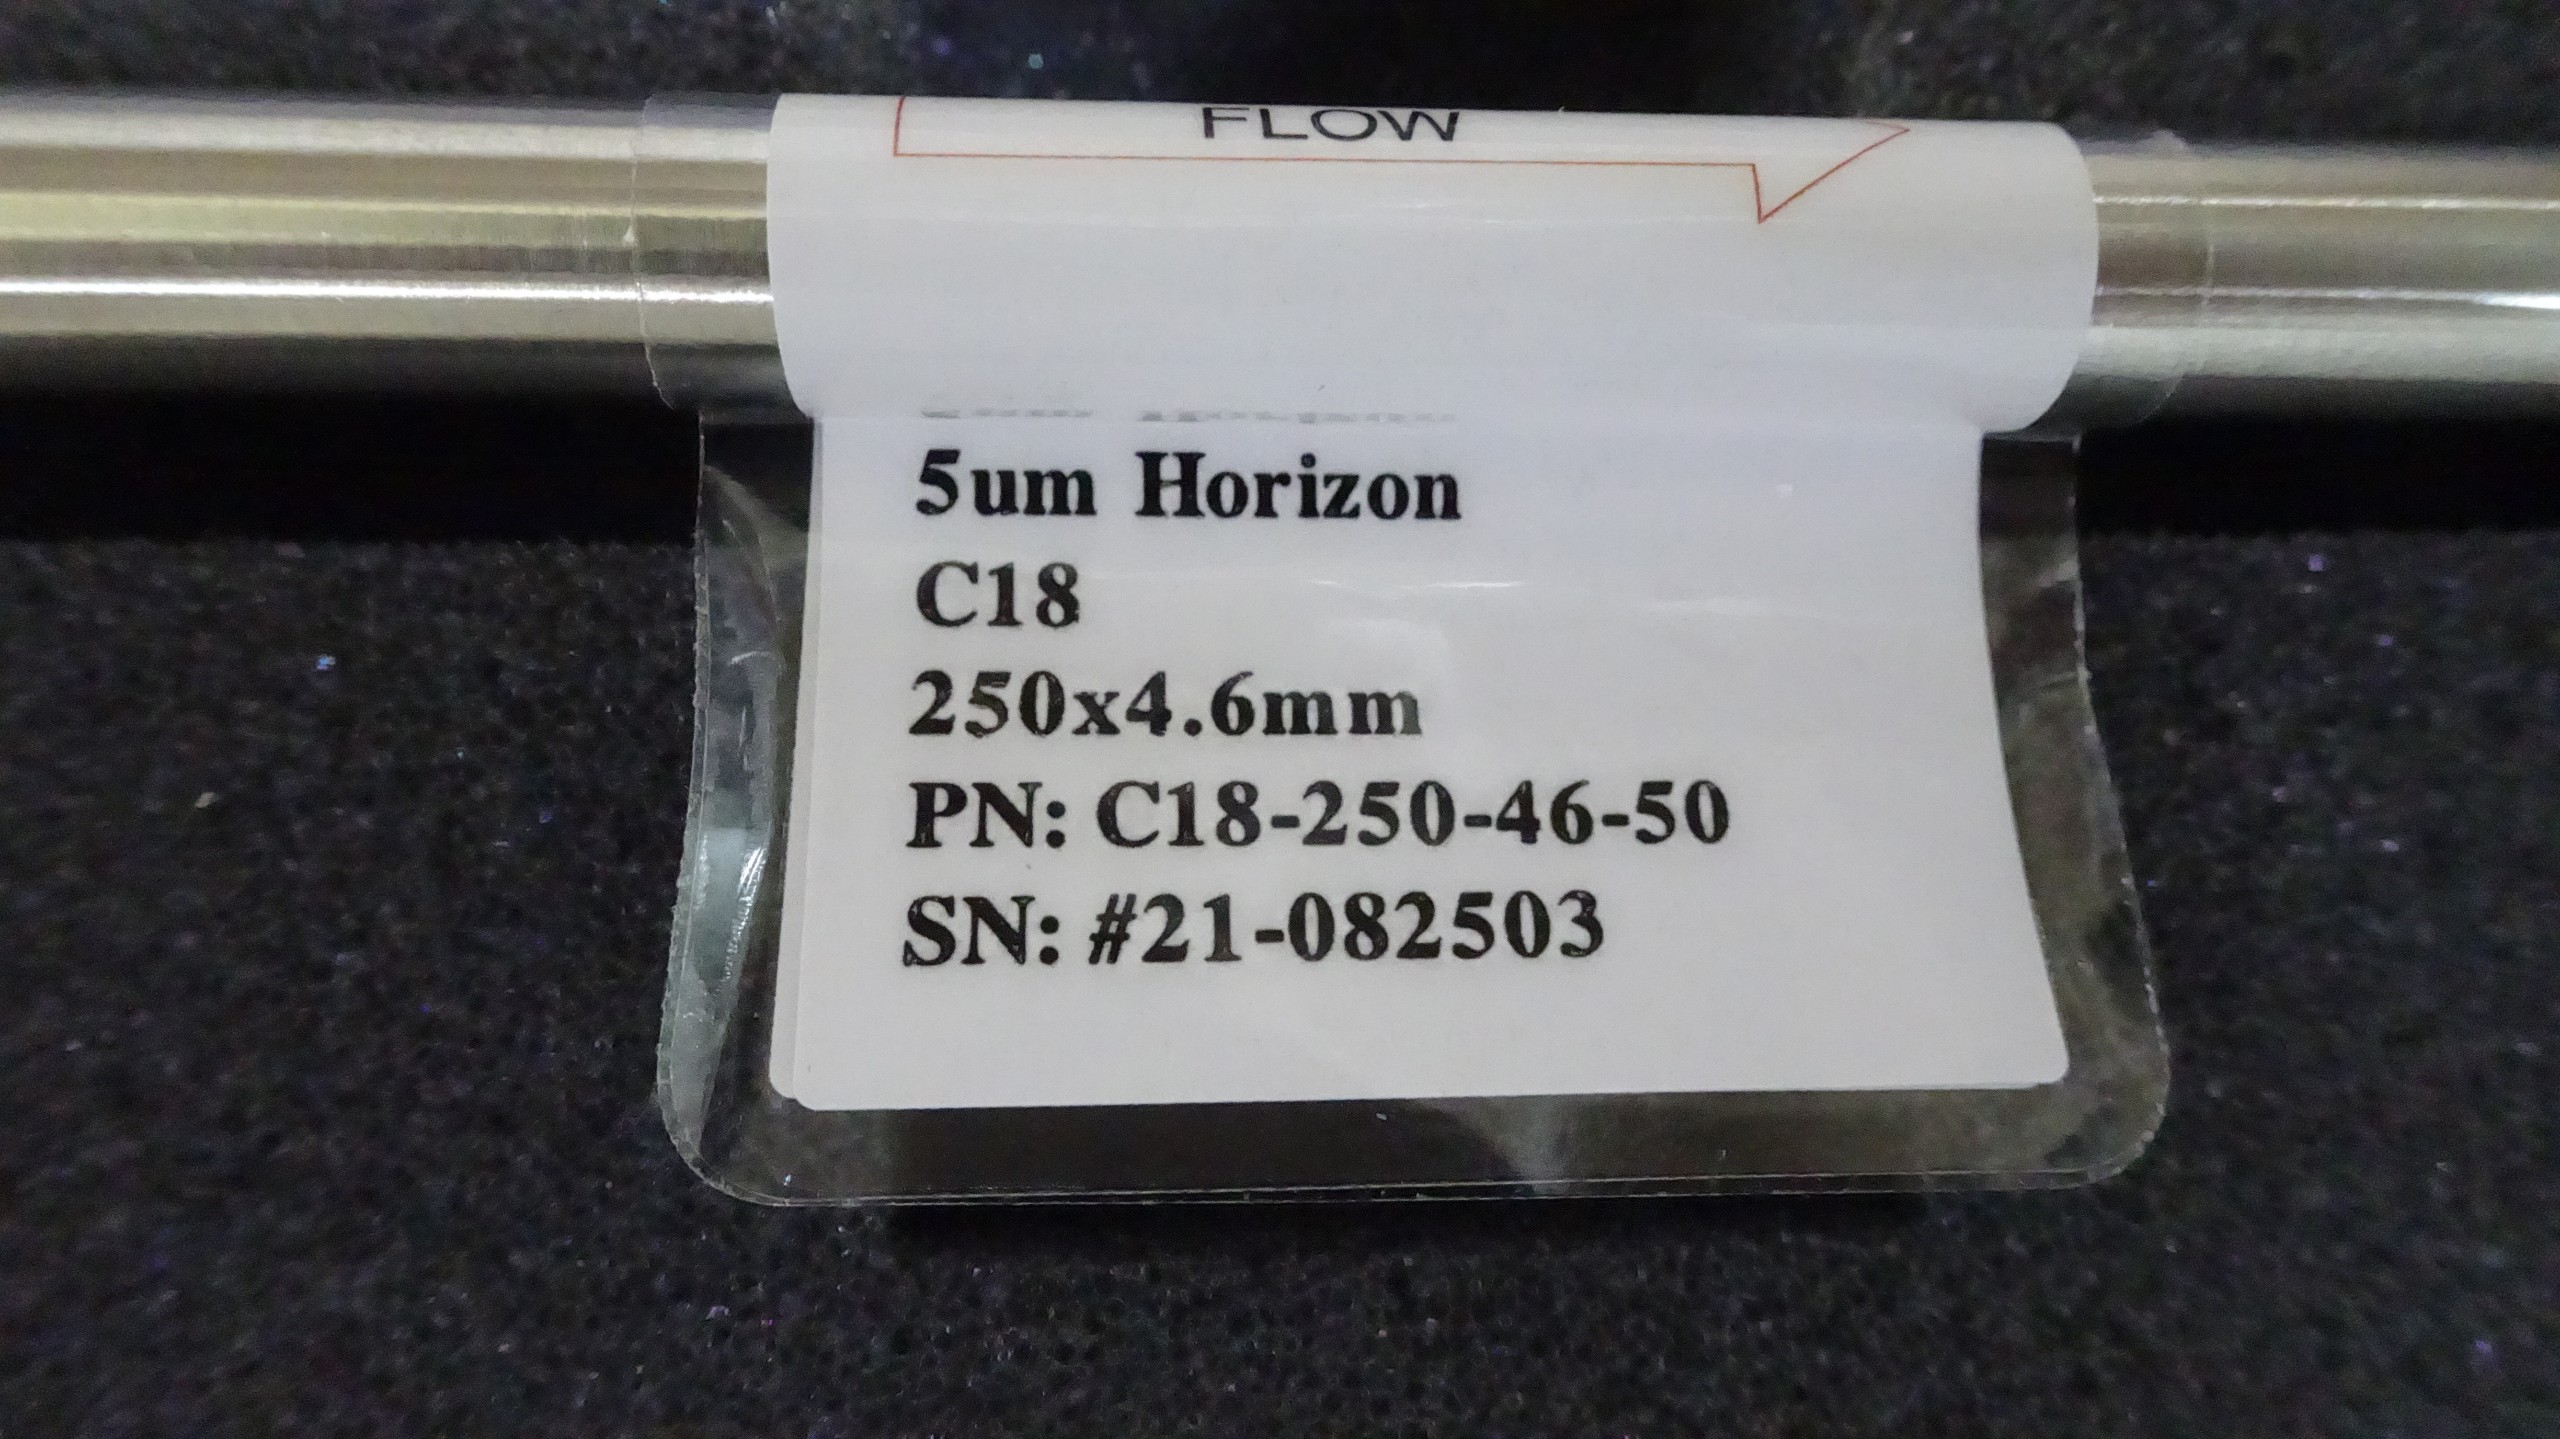 FLOW
5um Horizon
C18
250x4.6mm
PN: C18-250-46-50
SN: #21-082503